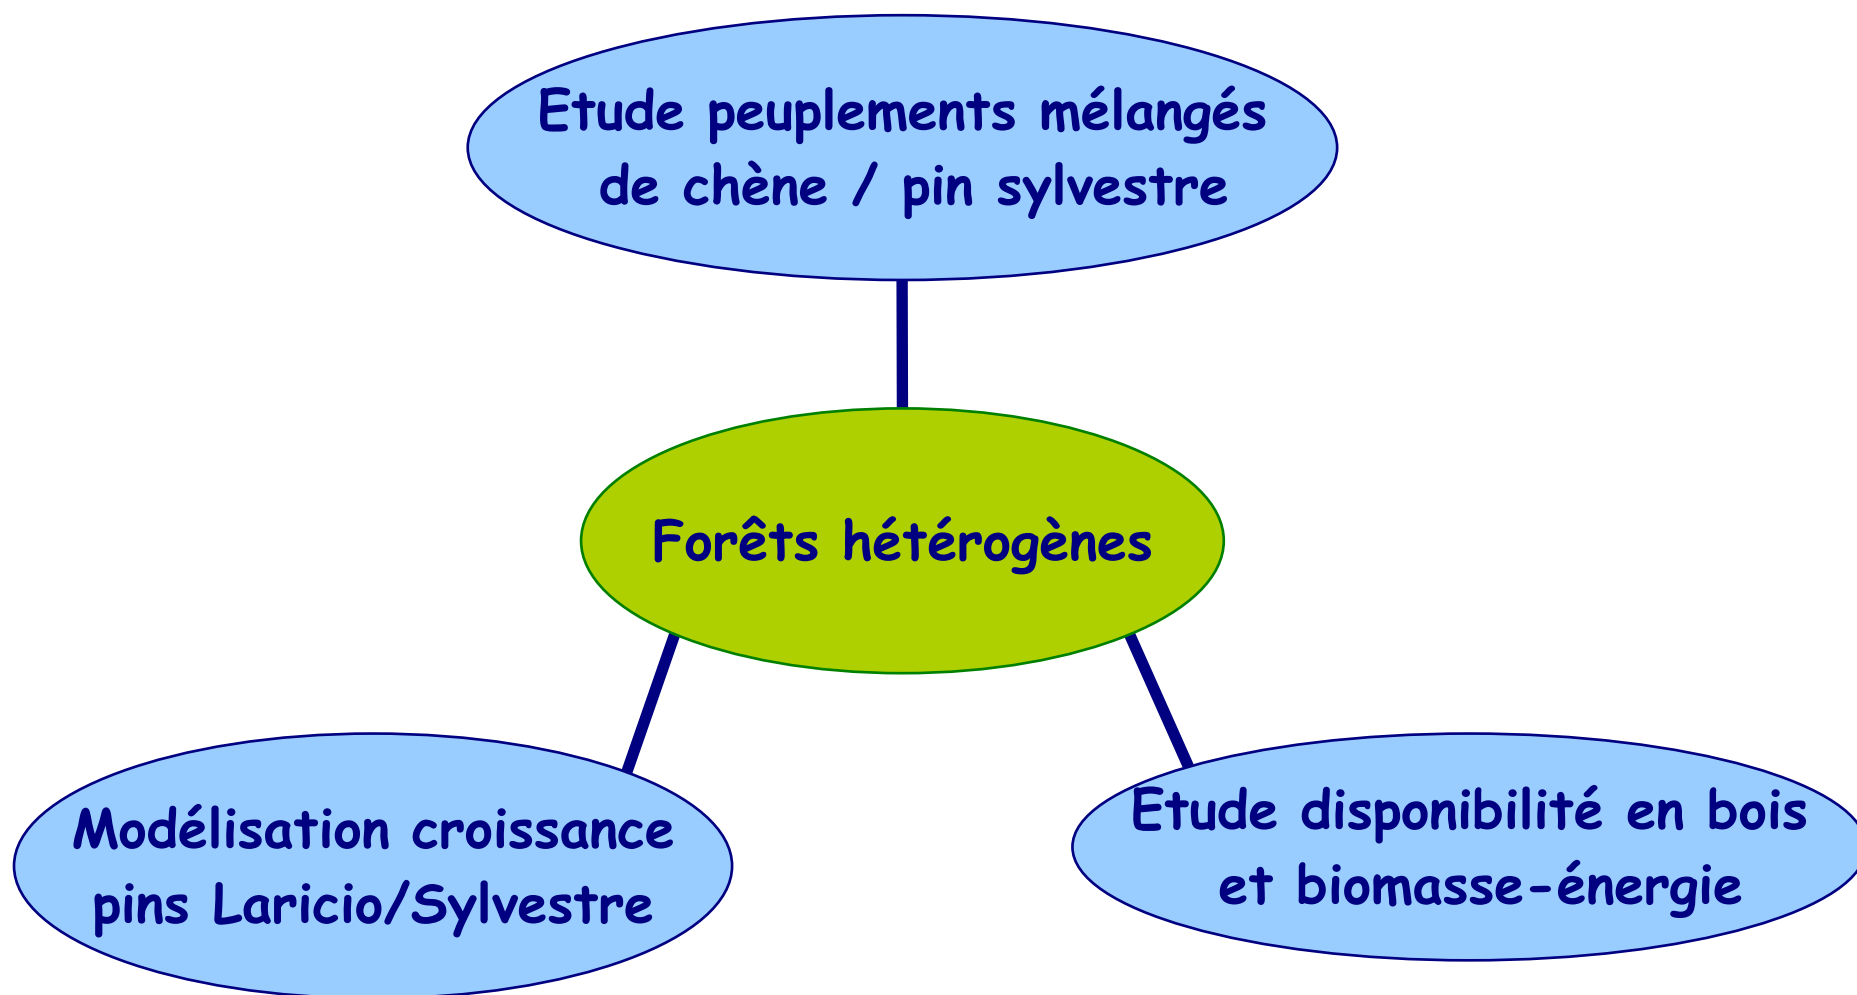 Etude peuplements mélangés
de chène / pin sylvestre
Forêts hétérogènes
Modélisation croissance
pins Laricio/Sylvestre
Etude disponibilité en bois
et biomasse-énergie